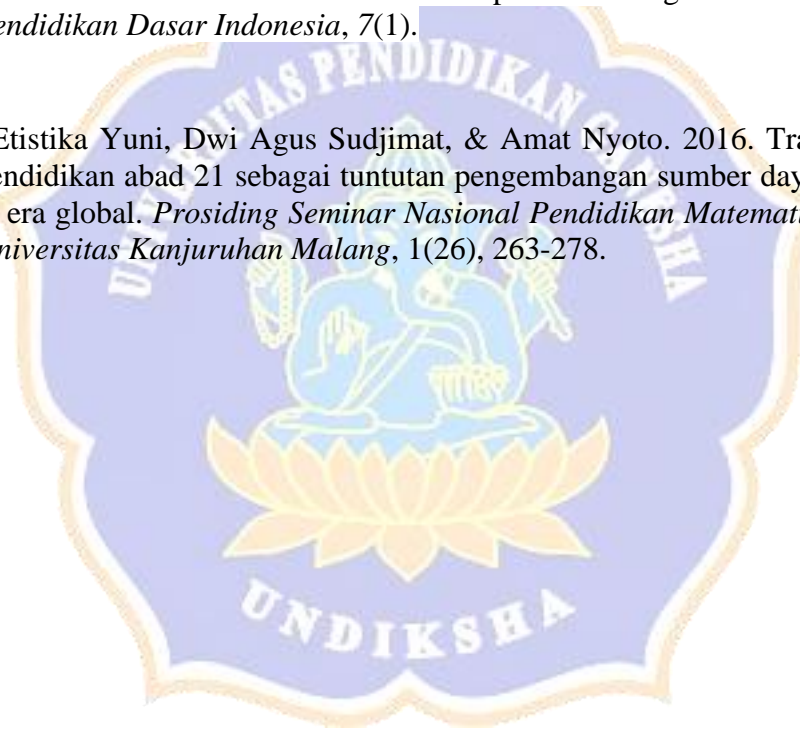 endidikan Dasar Indonesia, 7(1).
Etistika Yuni, Dwi Agus Sudjimat, & Amat Nyoto. 2016. Tra
endidikan abad 21 sebagai tuntutan pengembangan sumber day
era global. Prosiding Seminar Nasional Pendidikan Matemati
niversitas Kanjuruhan Malang, 1(26), 263-278.
UNIVERSITAS PENDIDIKAN GANESHA
UNDIKSHA